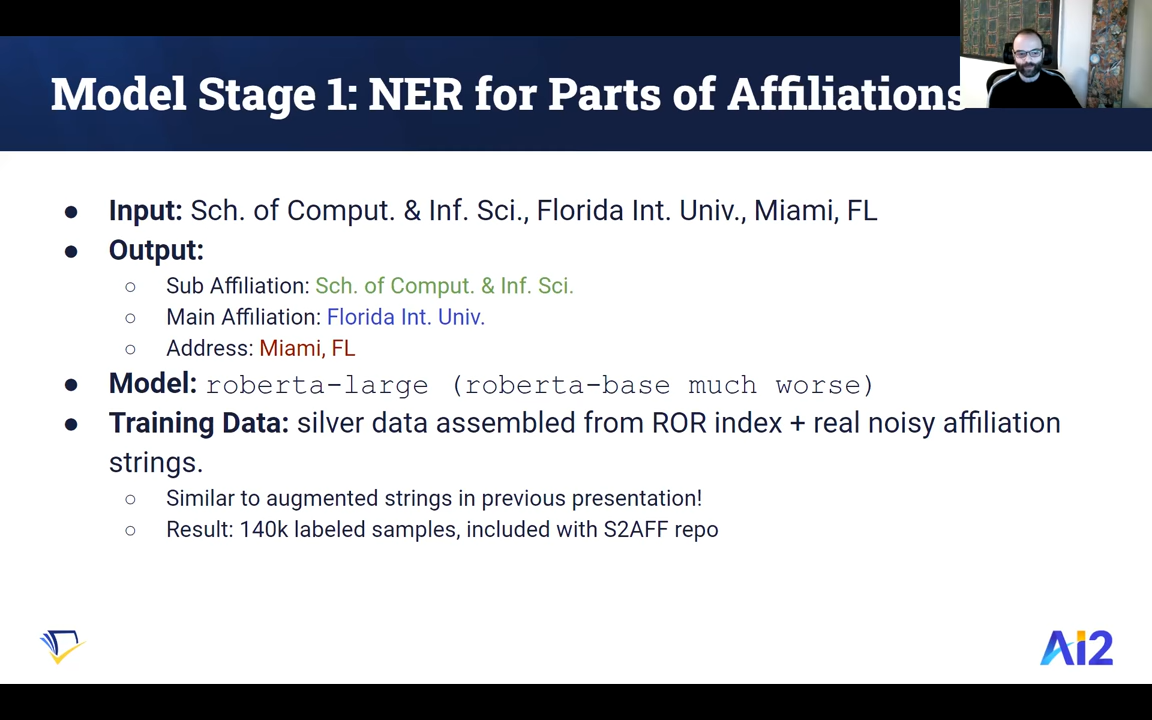 Model Stage 1: NER for Parts of Affiliations
● Input: Sch. of Comput. & Inf. Sci., Florida Int. Univ., Miami, FL
● Output:
○ Sub Affiliation: Sch. of Comput. & Inf. Sci.
○ Main Affiliation: Florida Int. Univ.
○ Address: Miami, FL
● Model: roberta-large (roberta-base much worse)
● Training Data: silver data assembled from ROR index + real noisy affiliation
strings.
○ Similar to augmented strings in previous presentation!
○ Result: 140k labeled samples, included with S2AFF repo
Ai2